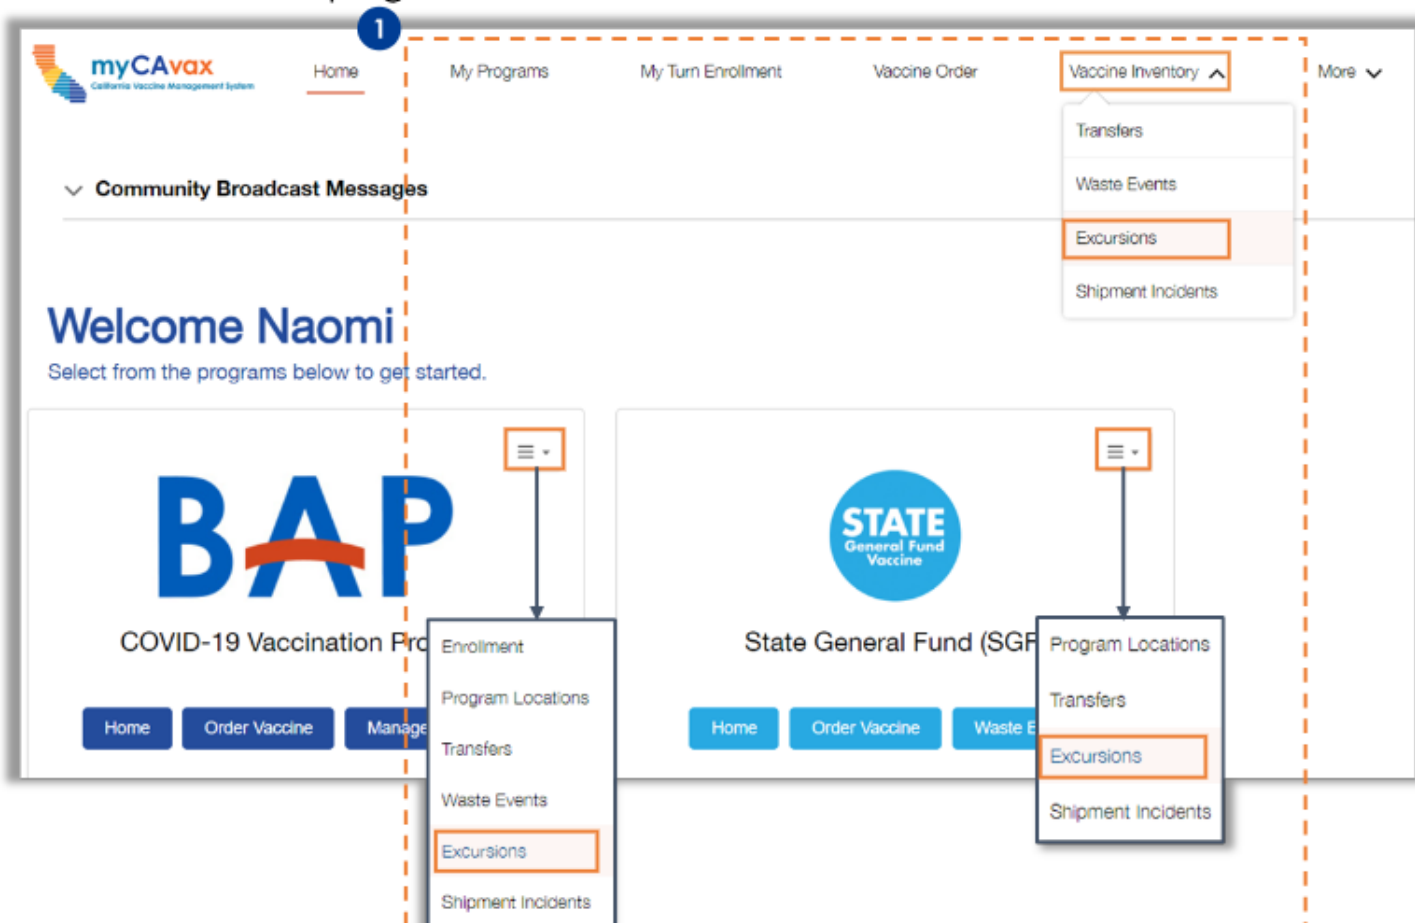 1
myCAvax
California Vaccine Management System
Home
My Programs
My Turn Enrollment
Vaccine Order
Vaccine Inventory
More
Transfers
Waste Events
Excursions
Shipment Incidents
Community Broadcast Messages
Welcome Naomi
Select from the programs below to get started.
BAP
COVID-19 Vaccination Pro
Home
Order Vaccine
Manage
Enrollment
Program Locations
Transfers
Waste Events
Excursions
Shipment Incidents
STATE
General Fund
Vaccine
State General Fund (SGF
Home
Order Vaccine
Waste E
Program Locations
Transfers
Excursions
Shipment Incidents